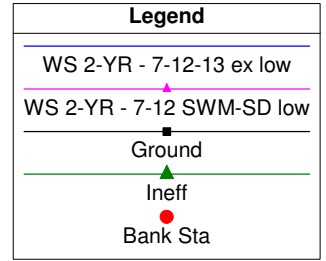 Legend
WS 2-YR - 7-12-13 ex low
WS 2-YR - 7-12 SWM-SD low
Ground
Ineff
Bank Sta